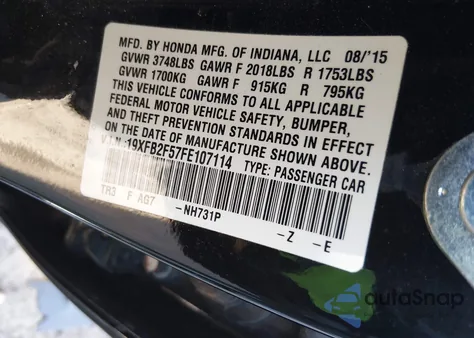 MFD. BY HONDA MFG. OF INDIANA, LLC 08/'15
GVWR 3748LBS GAWR F 2018LBS R 1753LBS
GVWR 1700KG GAWR F 915KG R 795KG
THIS VEHICLE CONFORMS TO ALL APPLICABLE
FEDERAL MOTOR VEHICLE SAFETY, BUMPER,
AND THEFT PREVENTION STANDARDS IN EFFECT
ON THE DATE OF MANUFACTURE SHOWN ABOVE.
V.I.N: 19XFB2F57FE107114 TYPE: PASSENGER CAR
TR3 F AG7 -NH731P -Z -E
autoSnap